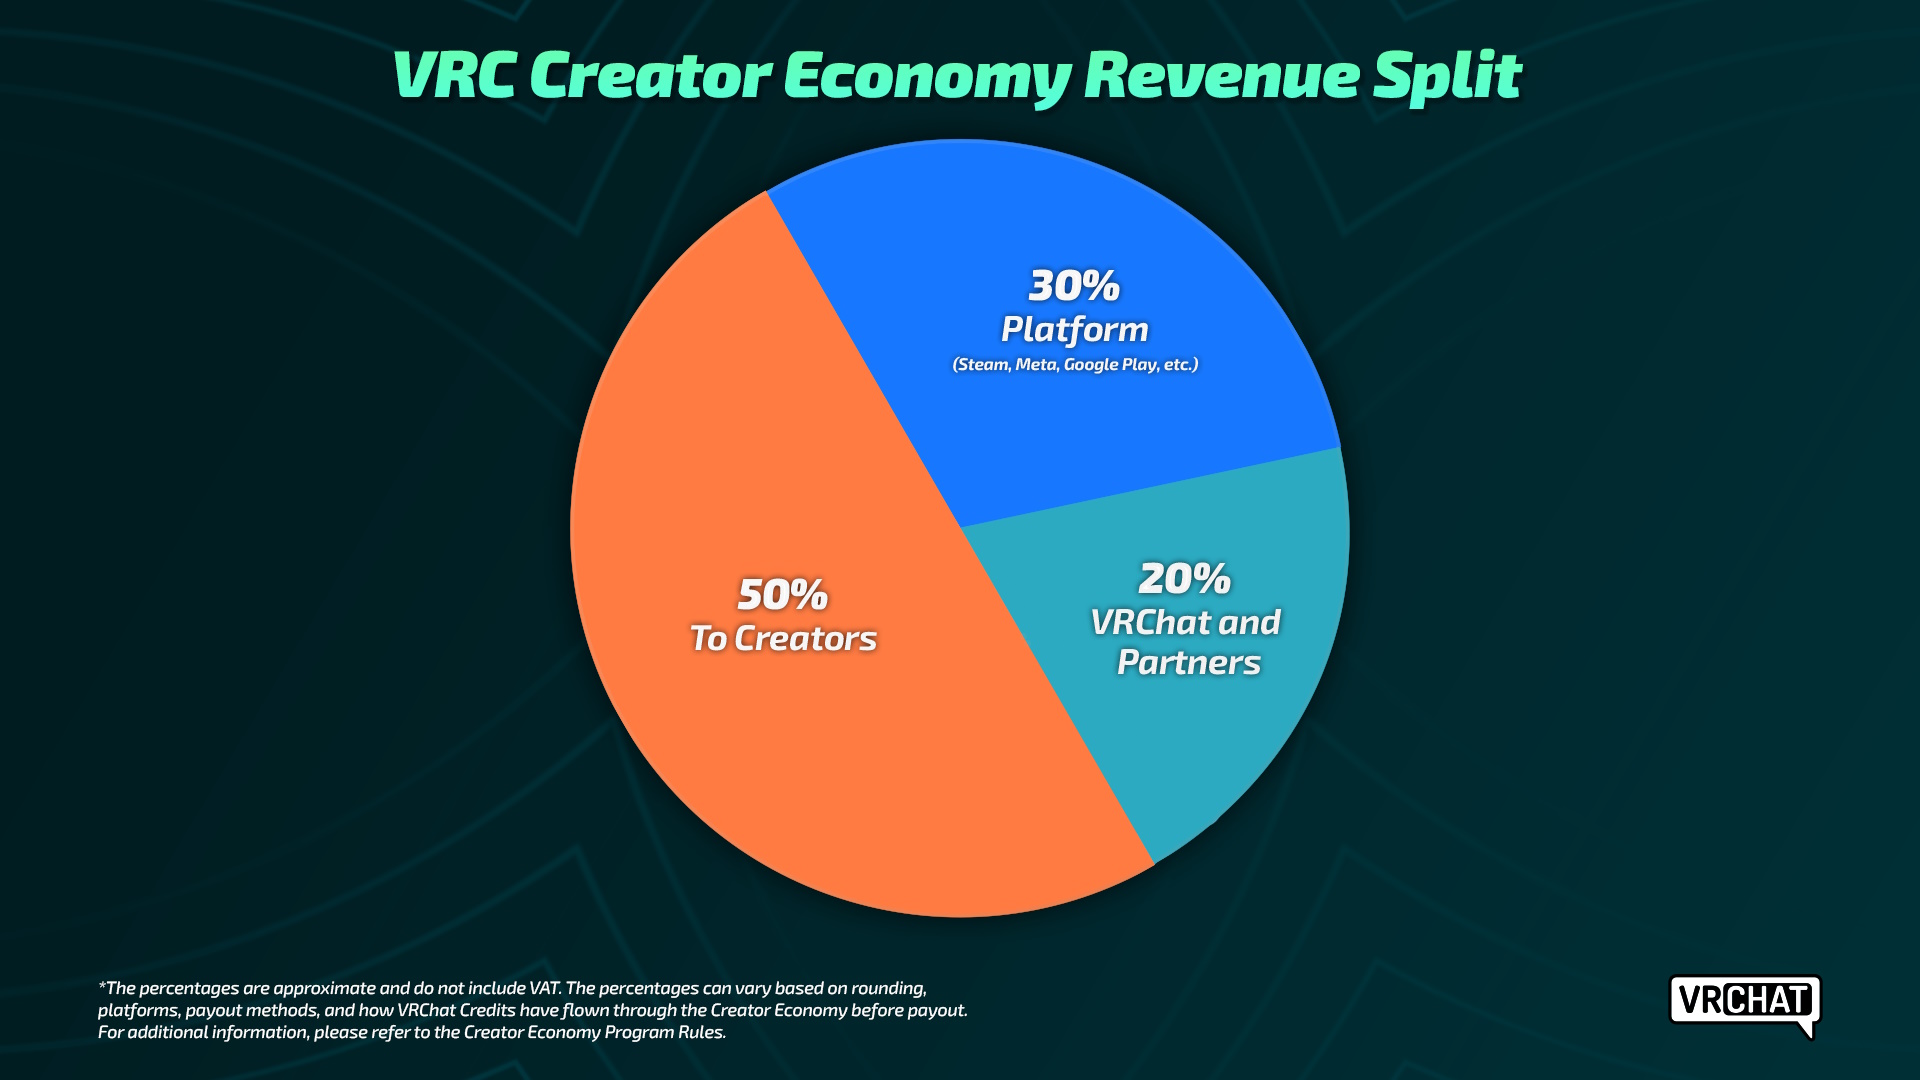 VRC Creator Economy Revenue Split
30%
Platform
(Steam, Meta, Google Play, etc.)
50%
To Creators
20%
VRChat and
Partners
*The percentages are approximate and do not include VAT. The percentages can vary based on rounding,
platforms, payout methods, and how VRChat Credits have flown through the Creator Economy before payout.
For additional information, please refer to the Creator Economy Program Rules.
VRCHAT